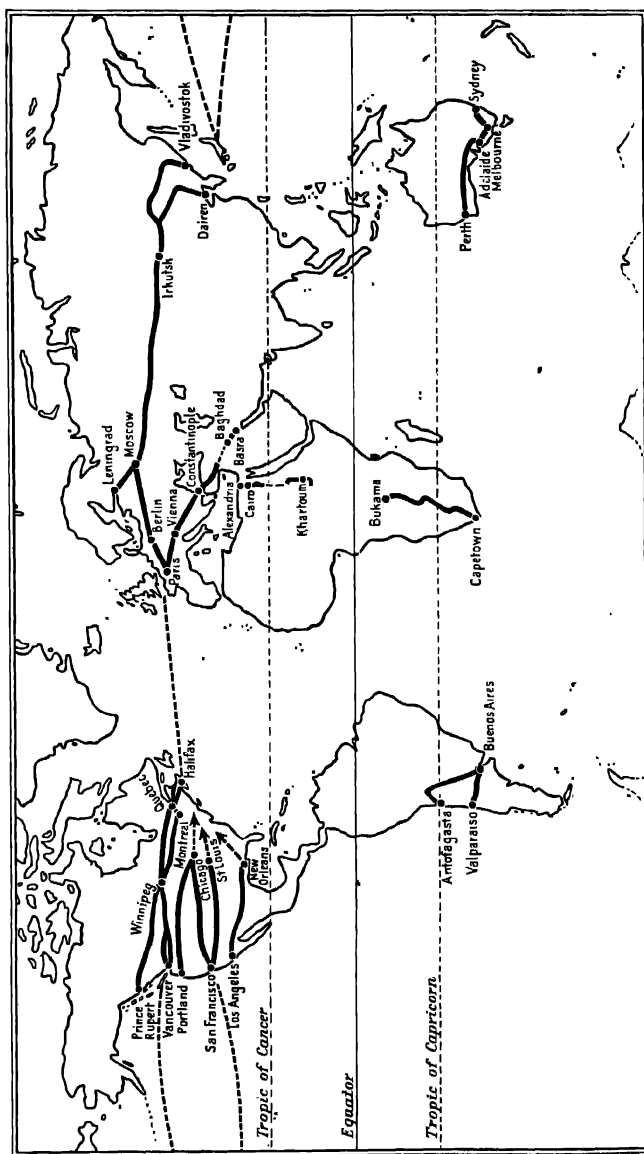 Prince
Rupert
Vancouver
Portland
San Francisco
Los Angeles
Winnipeg
Montreal
Chicago
St Louis
New
Orleans
Quebec
Halifax
Tropic of Cancer
Equator
Tropic of Capricorn
Antofagasta
Valparaiso
Buenos Aires
Leningrad
Moscow
Berlin
Paris
Vienna
Constantinople
Baghdad
Basra
Alexandria
Cairo
Khartoum
Bukama
Capetown
Irkutsk
Vladivostok
Dairen
Perth
Adelaide
Melbourne
Sydney